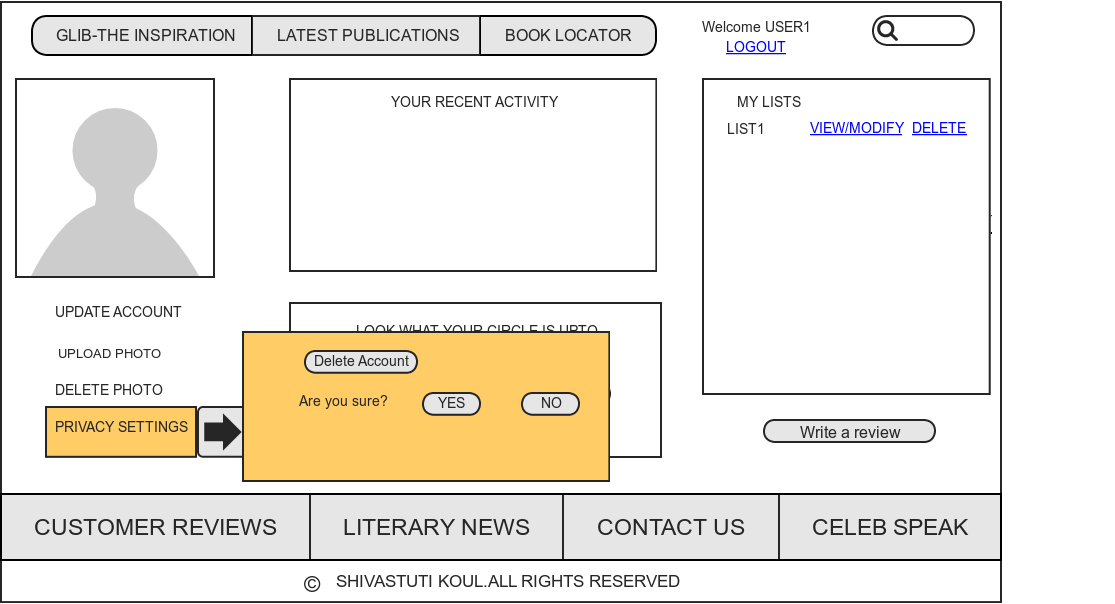 GLIB-THE INSPIRATION
LATEST PUBLICATIONS
BOOK LOCATOR
Welcome USER1
LOGOUT
YOUR RECENT ACTIVITY
MY LISTS
LIST1 VIEW/MODIFY DELETE
UPDATE ACCOUNT
UPLOAD PHOTO
DELETE PHOTO
PRIVACY SETTINGS
LOOK WHAT YOUR CIRCLE IS UPTO
Delete Account
Are you sure? YES NO
Write a review
CUSTOMER REVIEWS
LITERARY NEWS
CONTACT US
CELEB SPEAK
© SHIVASTUTI KOUL.ALL RIGHTS RESERVED